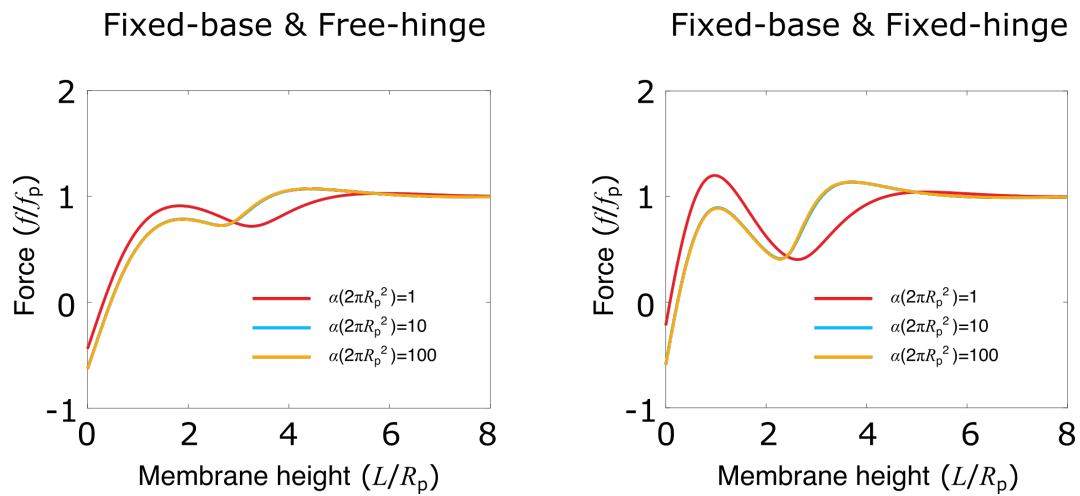 Fixed-base & Free-hinge
2
1
0
-1
Force (f/fₚ)
α(2πRₚ²)=1
α(2πRₚ²)=10
α(2πRₚ²)=100
0 2 4 6 8
Membrane height (L/Rₚ)
Fixed-base & Fixed-hinge
2
1
0
-1
Force (f/fₚ)
α(2πRₚ²)=1
α(2πRₚ²)=10
α(2πRₚ²)=100
0 2 4 6 8
Membrane height (L/Rₚ)